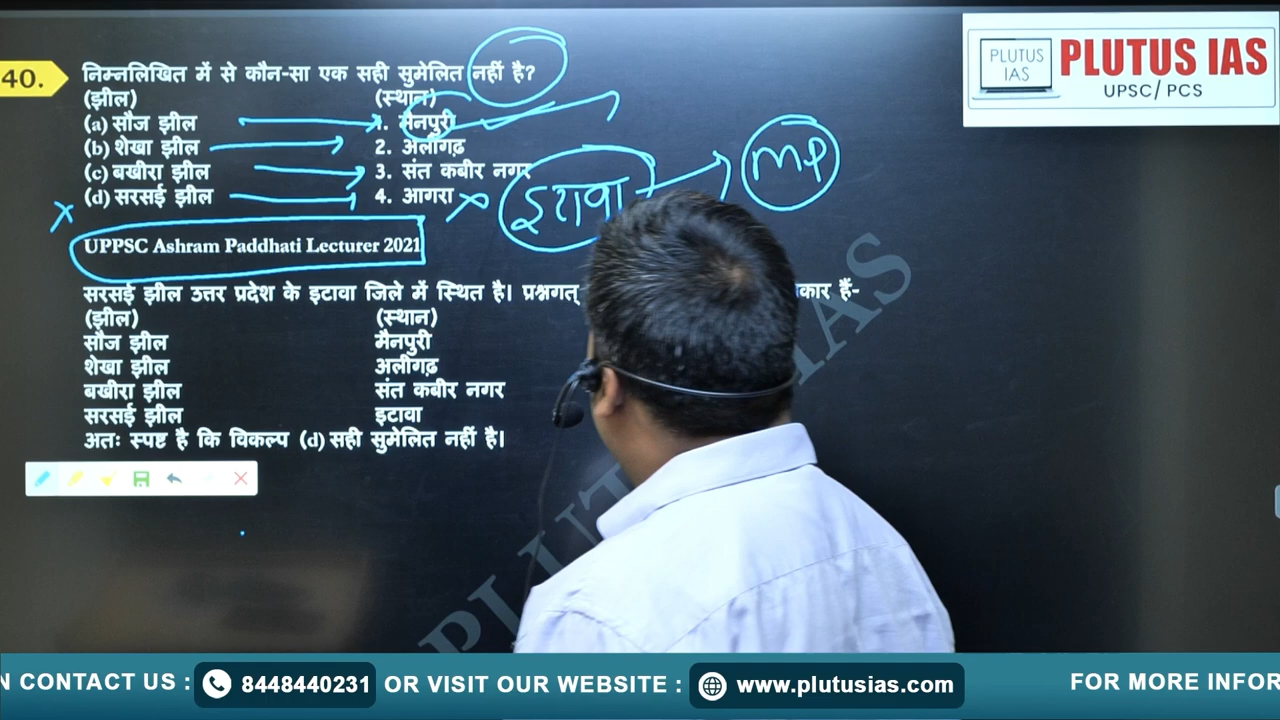 40.
निम्नलिखित में से कौन-सा एक सही सुमेलित नहीं है?
(झील) (स्थान)
(a) सौज झील 1. मैनपुरी
(b) शेखा झील 2. अलीगढ़
(c) बखीरा झील 3. संत कबीर नगर
(d) सरसई झील 4. आगरा
इटावा
MP
UPPSC Ashram Paddhati Lecturer 2021
सरसई झील उत्तर प्रदेश के इटावा जिले में स्थित है। प्रश्नगत् हैं-
(झील) (स्थान)
सौज झील मैनपुरी
शेखा झील अलीगढ़
बखीरा झील संत कबीर नगर
सरसई झील इटावा
अतः स्पष्ट है कि विकल्प (d) सही सुमेलित नहीं है।
PLUTUS IAS
PLUTUS IAS
UPSC/ PCS
N CONTACT US : 8448440231 OR VISIT OUR WEBSITE : www.plutusias.com FOR MORE INFOR